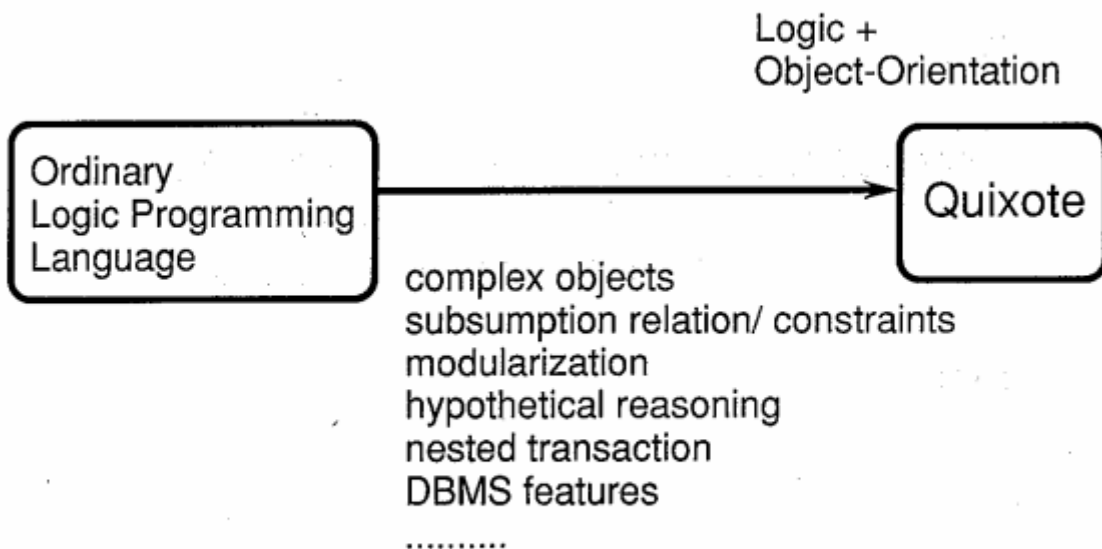 Logic +
Object-Orientation
Ordinary
Logic Programming
Language
Quixote
complex objects
subsumption relation/ constraints
modularization
hypothetical reasoning
nested transaction
DBMS features
..........